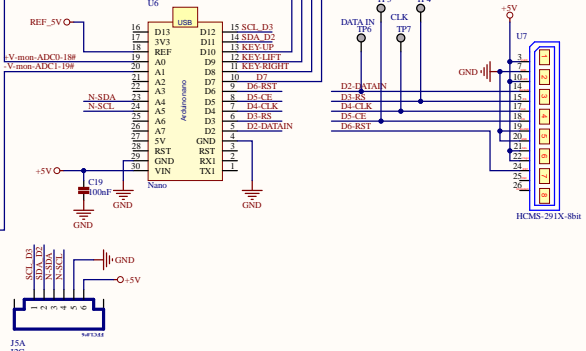 U6
REF_5V
USB
16 D13 D12 15 SCL_D3
17 3V3 D11 14 SDA_D2
18 REF D10 13 KEY-UP
+V-mon-ADC0-18# 19 A0 D9 12 KEY-LIFT
-V-mon-ADC1-19# 20 A1 D8 11 KEY-RIGHT
21 A2 D7 10 D7
22 A3 D6 9 D6-RST
N-SDA 23 A4 D5 8 D5-CE
N-SCL 24 A5 D4 7 D4-CLK
25 A6 D3 6 D3-RS
26 A7 D2 5 D2-DATAIN
27 5V GND 4
28 RST RST 3
29 GND RX1 2
30 VIN TX1 1
Arduino nano
Nano
+5V
C19
100nF
GND
GND
GND
DATA IN
TP6
CLK
TP7
+5V
U7
GND
D2-DATAIN
D3-RS
D4-CLK
D5-CE
D6-RST
3
7
10
14
15
17
18
19
20
21
22
24
25
26
1
2
3
4
5
6
7
8
HCMS-291X-8bit
SCL_D3
SDA_D2
N-SDA
N-SCL
GND
+5V
1 2 3 4 5 6
J5A